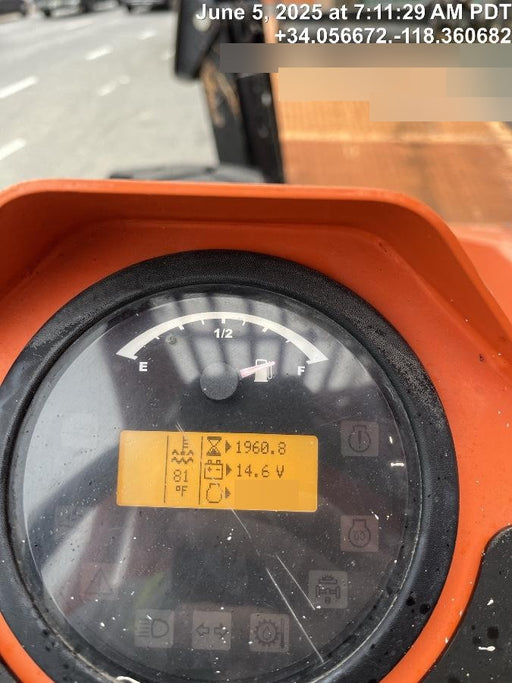 June 5, 2025 at 7:11:29 AM PDT
+34.056672,-118.360682
1/2
E F
1960.8
14.6 V
81
°F